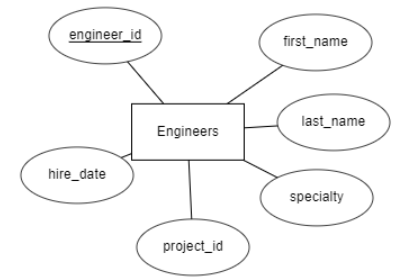 engineer_id
first_name
last_name
Engineers
hire_date
specialty
project_id